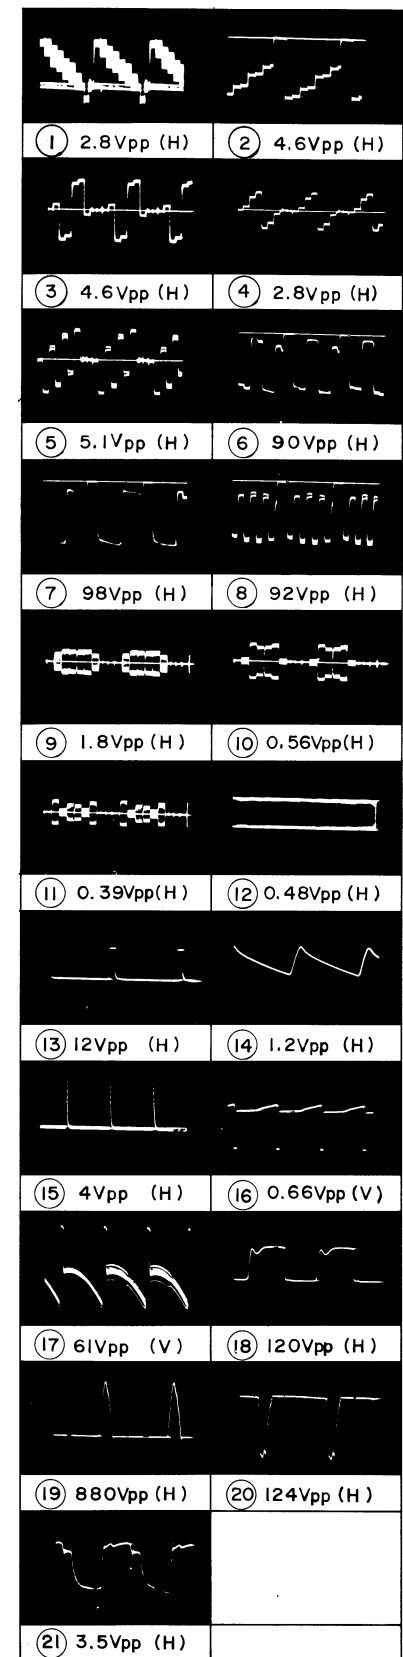 ① 2.8Vpp (H)
② 4.6Vpp (H)
③ 4.6Vpp (H)
④ 2.8Vpp (H)
⑤ 5.1Vpp (H)
⑥ 90Vpp (H)
⑦ 98Vpp (H)
⑧ 92Vpp (H)
⑨ 1.8Vpp (H)
⑩ 0.56Vpp(H)
⑪ 0.39Vpp(H)
⑫ 0.48Vpp(H)
⑬ 12Vpp (H)
⑭ 1.2Vpp (H)
⑮ 4Vpp (H)
⑯ 0.66Vpp (V)
⑰ 61Vpp (V)
⑱ 120Vpp (H)
⑲ 880Vpp (H)
⑳ 124Vpp (H)
㉑ 3.5Vpp (H)